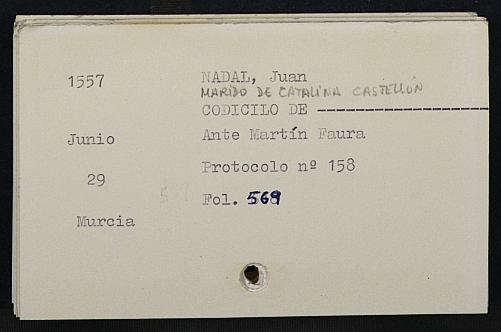 1557
NADAL, Juan
MARIDO DE CATALINA CASTELLÓN
CODICILO DE --------------------
Junio
Ante Martín Faura
29
Protocolo nº 158
Fol. 569
Murcia